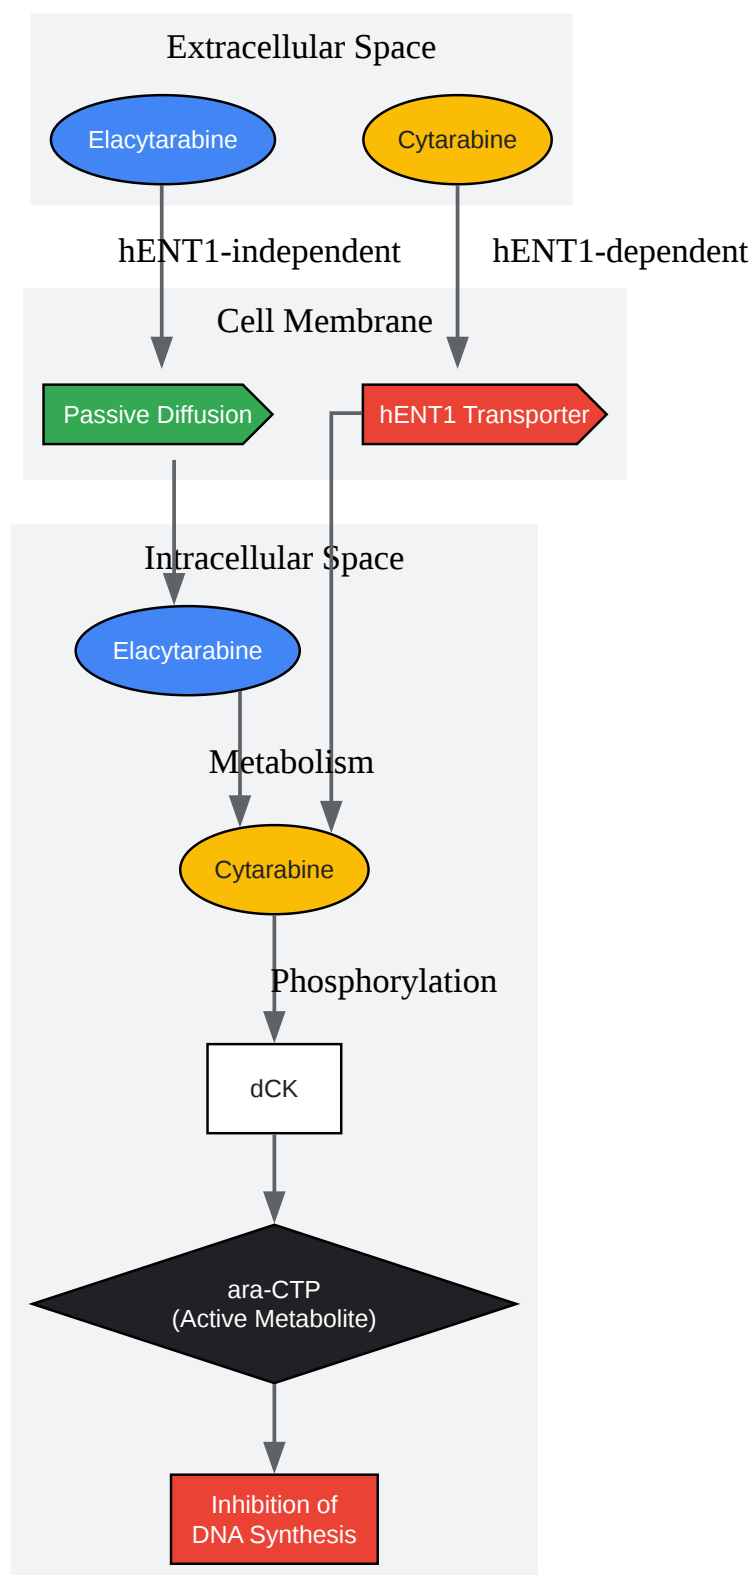 Extracellular Space
Elacytarabine
Cytarabine
hENT1-independent
hENT1-dependent
Cell Membrane
Passive Diffusion
hENT1 Transporter
Intracellular Space
Elacytarabine
Metabolism
Cytarabine
Phosphorylation
dCK
ara-CTP
(Active Metabolite)
Inhibition of
DNA Synthesis